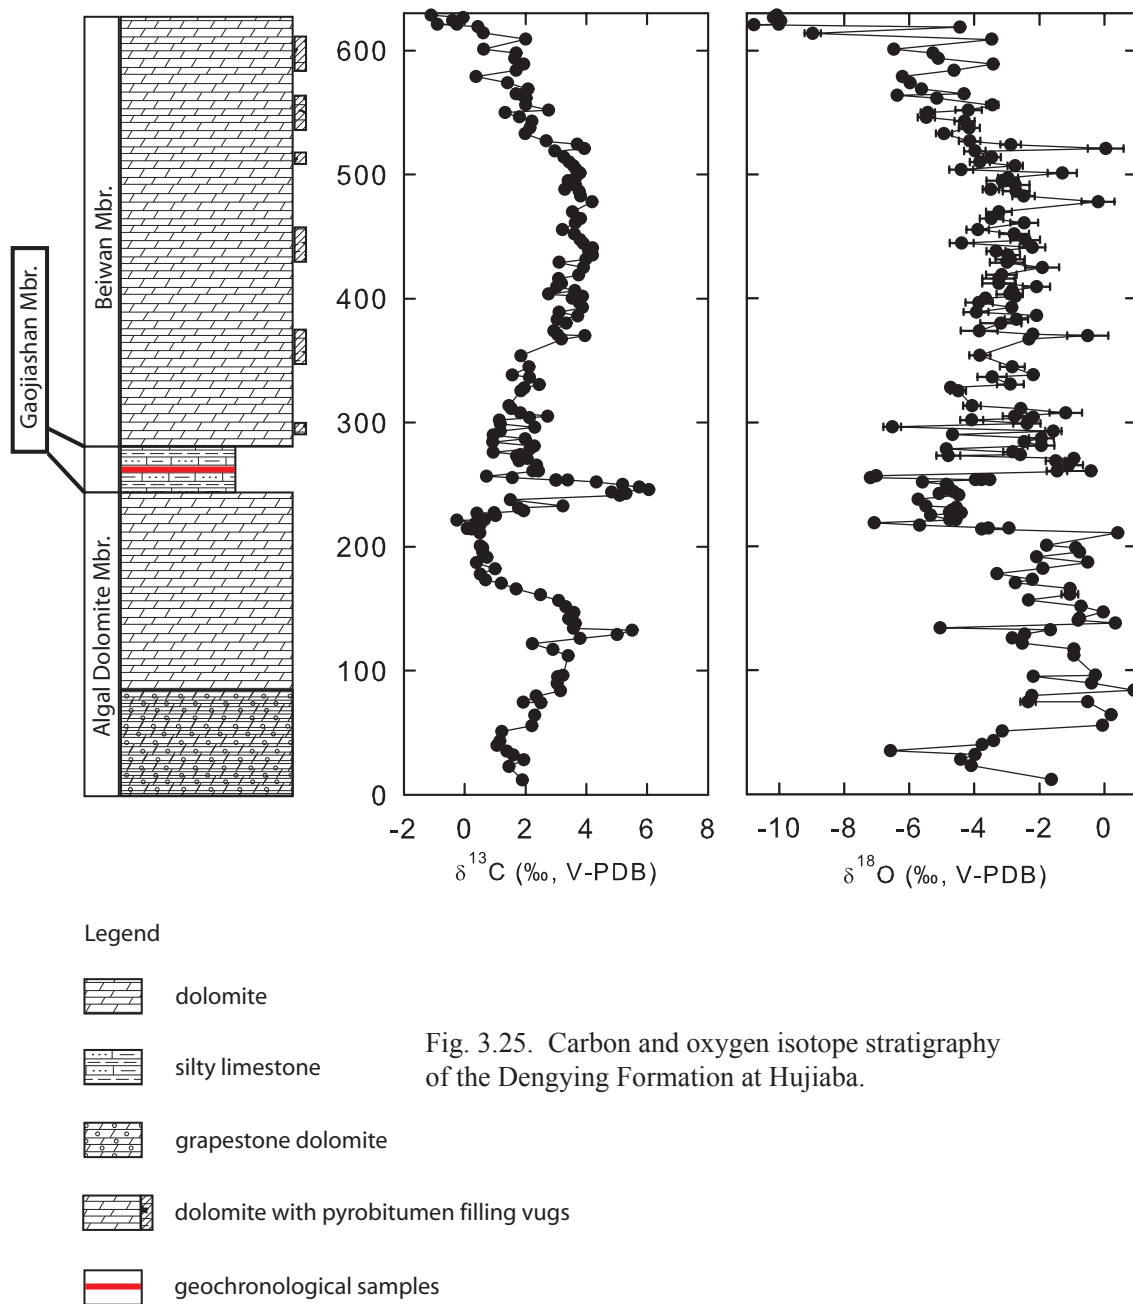 Gaojiashan Mbr.
Beiwan Mbr.
Algal Dolomite Mbr.
600
500
400
300
200
100
0
-2 0 2 4 6 8
δ13C (‰, V-PDB)
-10 -8 -6 -4 -2 0
δ18O (‰, V-PDB)
Legend
dolomite
silty limestone
grapestone dolomite
dolomite with pyrobitumen filling vugs
geochronological samples
Fig. 3.25. Carbon and oxygen isotope stratigraphy
of the Dengying Formation at Hujiaba.